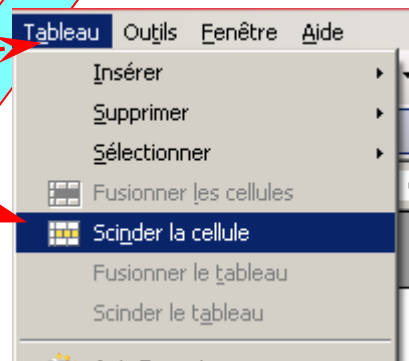 Tableau Outils Fenêtre Aide
Insérer
Supprimer
Sélectionner
Fusionner les cellules
Scinder la cellule
Fusionner le tableau
Scinder le tableau